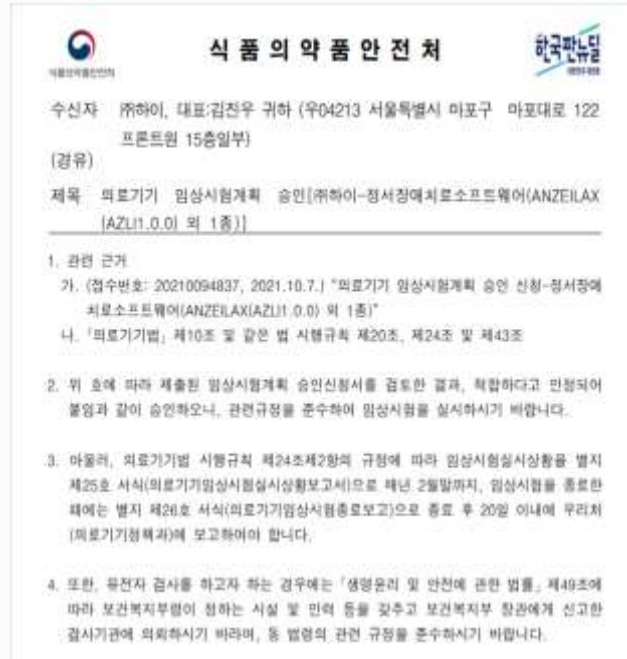 식품의약품안전처
한국판뉴딜
식품의약품안전처
수신자 ㈜하이, 대표:김진우 귀하 (우04213 서울특별시 마포구 마포대로 122
프론트원 15층일부)
(경유)
제목 의료기기 임상시험계획 승인[㈜하이-정서장애치료소프트웨어(ANZEILAX
(AZLI1.0.0) 외 1종)]
1. 관련 근거
가. (접수번호: 20210094837, 2021.10.7.) "의료기기 임상시험계획 승인 신청-정서장애
치료소프트웨어(ANZEILAX(AZLI1.0.0) 외 1종)"
나. 「의료기기법」 제10조 및 같은 법 시행규칙 제20조, 제24조 및 제43조
2. 위 호에 따라 제출된 임상시험계획 승인신청서를 검토한 결과, 적합하다고 인정되어
붙임과 같이 승인하오니, 관련규정을 준수하여 임상시험을 실시하시기 바랍니다.
3. 아울러, 의료기기법 시행규칙 제24조제2항의 규정에 따라 임상시험실시상황을 별지
제25호 서식(의료기기임상시험실시상황보고서)으로 매년 2월말까지, 임상시험을 종료한
때에는 별지 제26호 서식(의료기기임상시험종료보고)으로 종료 후 20일 이내에 우리처
(의료기기정책과)에 보고하여야 합니다.
4. 또한, 유전자 검사를 하고자 하는 경우에는 「생명윤리 및 안전에 관한 법률」 제49조에
따라 보건복지부령이 정하는 시설 및 인력 등을 갖추고 보건복지부 장관에게 신고한
검사기관에 의뢰하시기 바라며, 동 법령의 관련 규정을 준수하시기 바랍니다.